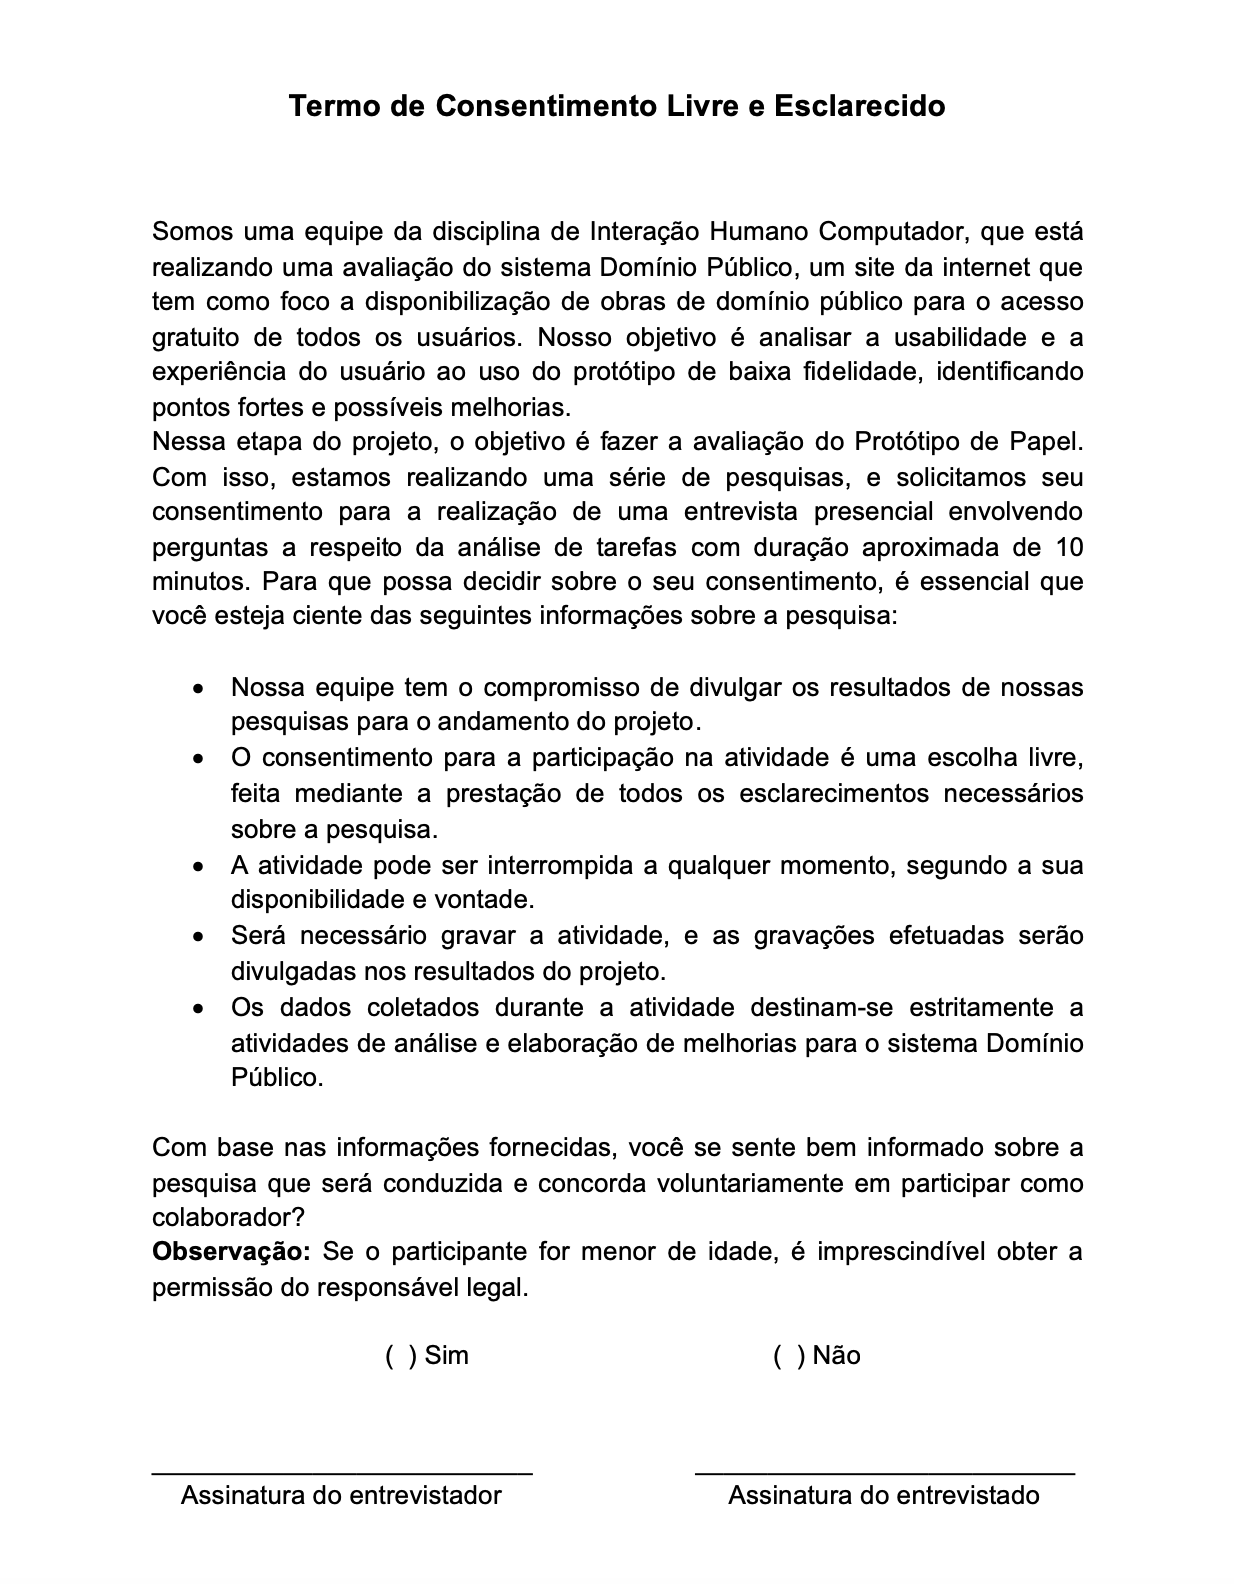 Termo de Consentimento Livre e Esclarecido
Somos uma equipe da disciplina de Interação Humano Computador, que está
realizando uma avaliação do sistema Domínio Público, um site da internet que
tem como foco a disponibilização de obras de domínio público para o acesso
gratuito de todos os usuários. Nosso objetivo é analisar a usabilidade e a
experiência do usuário ao uso do protótipo de baixa fidelidade, identificando
pontos fortes e possíveis melhorias.
Nessa etapa do projeto, o objetivo é fazer a avaliação do Protótipo de Papel.
Com isso, estamos realizando uma série de pesquisas, e solicitamos seu
consentimento para a realização de uma entrevista presencial envolvendo
perguntas a respeito da análise de tarefas com duração aproximada de 10
minutos. Para que possa decidir sobre o seu consentimento, é essencial que
você esteja ciente das seguintes informações sobre a pesquisa:
• Nossa equipe tem o compromisso de divulgar os resultados de nossas
pesquisas para o andamento do projeto.
• O consentimento para a participação na atividade é uma escolha livre,
feita mediante a prestação de todos os esclarecimentos necessários
sobre a pesquisa.
• A atividade pode ser interrompida a qualquer momento, segundo a sua
disponibilidade e vontade.
• Será necessário gravar a atividade, e as gravações efetuadas serão
divulgadas nos resultados do projeto.
• Os dados coletados durante a atividade destinam-se estritamente a
atividades de análise e elaboração de melhorias para o sistema Domínio
Público.
Com base nas informações fornecidas, você se sente bem informado sobre a
pesquisa que será conduzida e concorda voluntariamente em participar como
colaborador?
Observação: Se o participante for menor de idade, é imprescindível obter a
permissão do responsável legal.
( ) Sim ( ) Não
Assinatura do entrevistador Assinatura do entrevistado